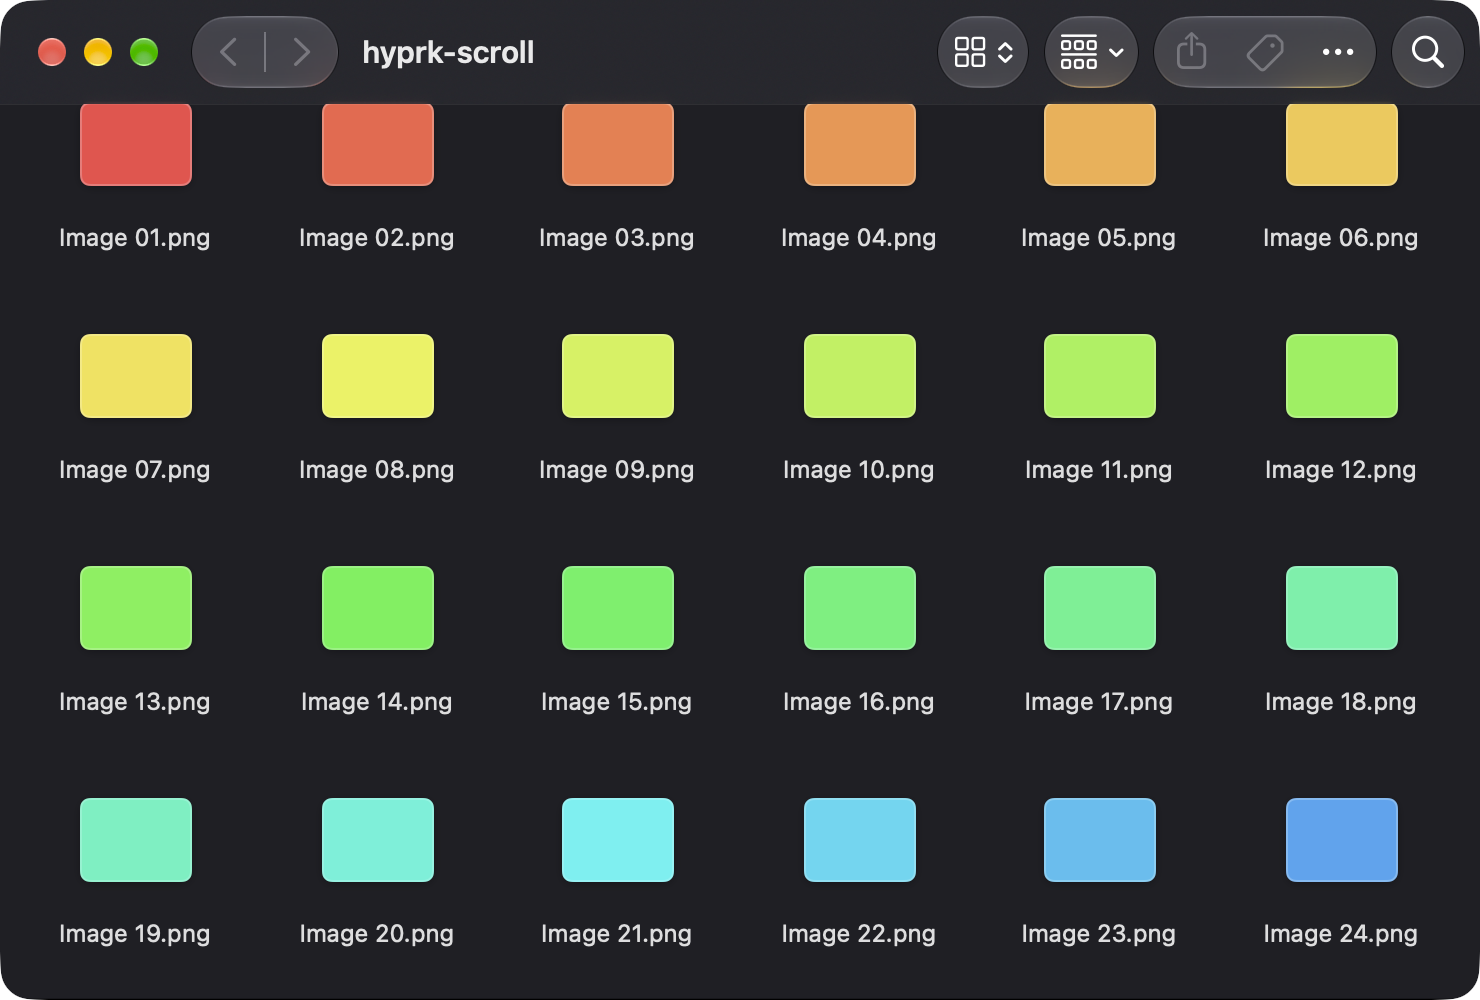 hyprk-scroll
Image 01.png Image 02.png Image 03.png Image 04.png Image 05.png Image 06.png
Image 07.png Image 08.png Image 09.png Image 10.png Image 11.png Image 12.png
Image 13.png Image 14.png Image 15.png Image 16.png Image 17.png Image 18.png
Image 19.png Image 20.png Image 21.png Image 22.png Image 23.png Image 24.png